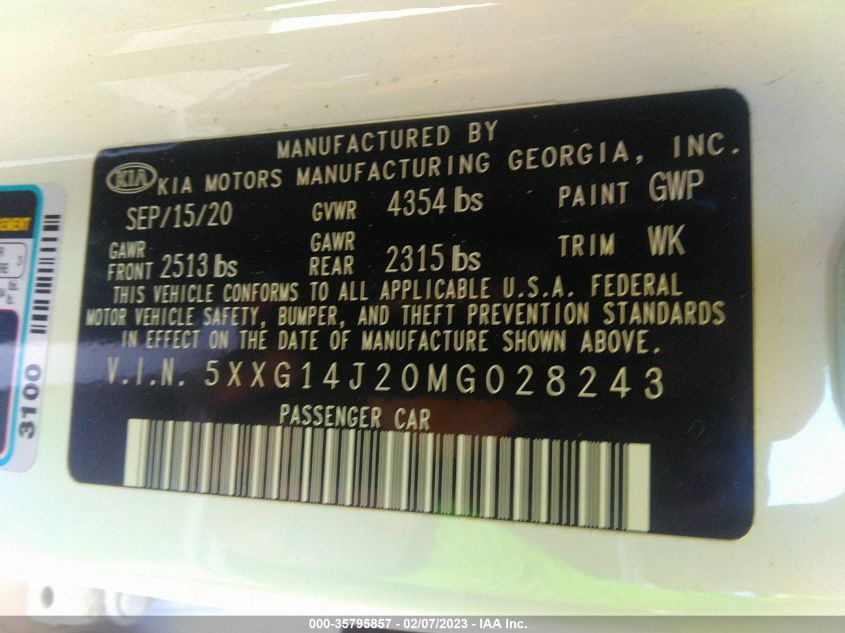 MANUFACTURED BY
KIA KIA MOTORS MANUFACTURING GEORGIA, INC.
SEP/15/20 GVWR 4354 lbs PAINT GWP
GAWR FRONT 2513 lbs GAWR REAR 2315 lbs TRIM WK
THIS VEHICLE CONFORMS TO ALL APPLICABLE U.S.A. FEDERAL
MOTOR VEHICLE SAFETY, BUMPER, AND THEFT PREVENTION STANDARDS
IN EFFECT ON THE DATE OF MANUFACTURE SHOWN ABOVE.
V.I.N. 5XXG14J20MG028243
PASSENGER CAR
3100
000-35795857 - 02/07/2023 - IAA Inc.